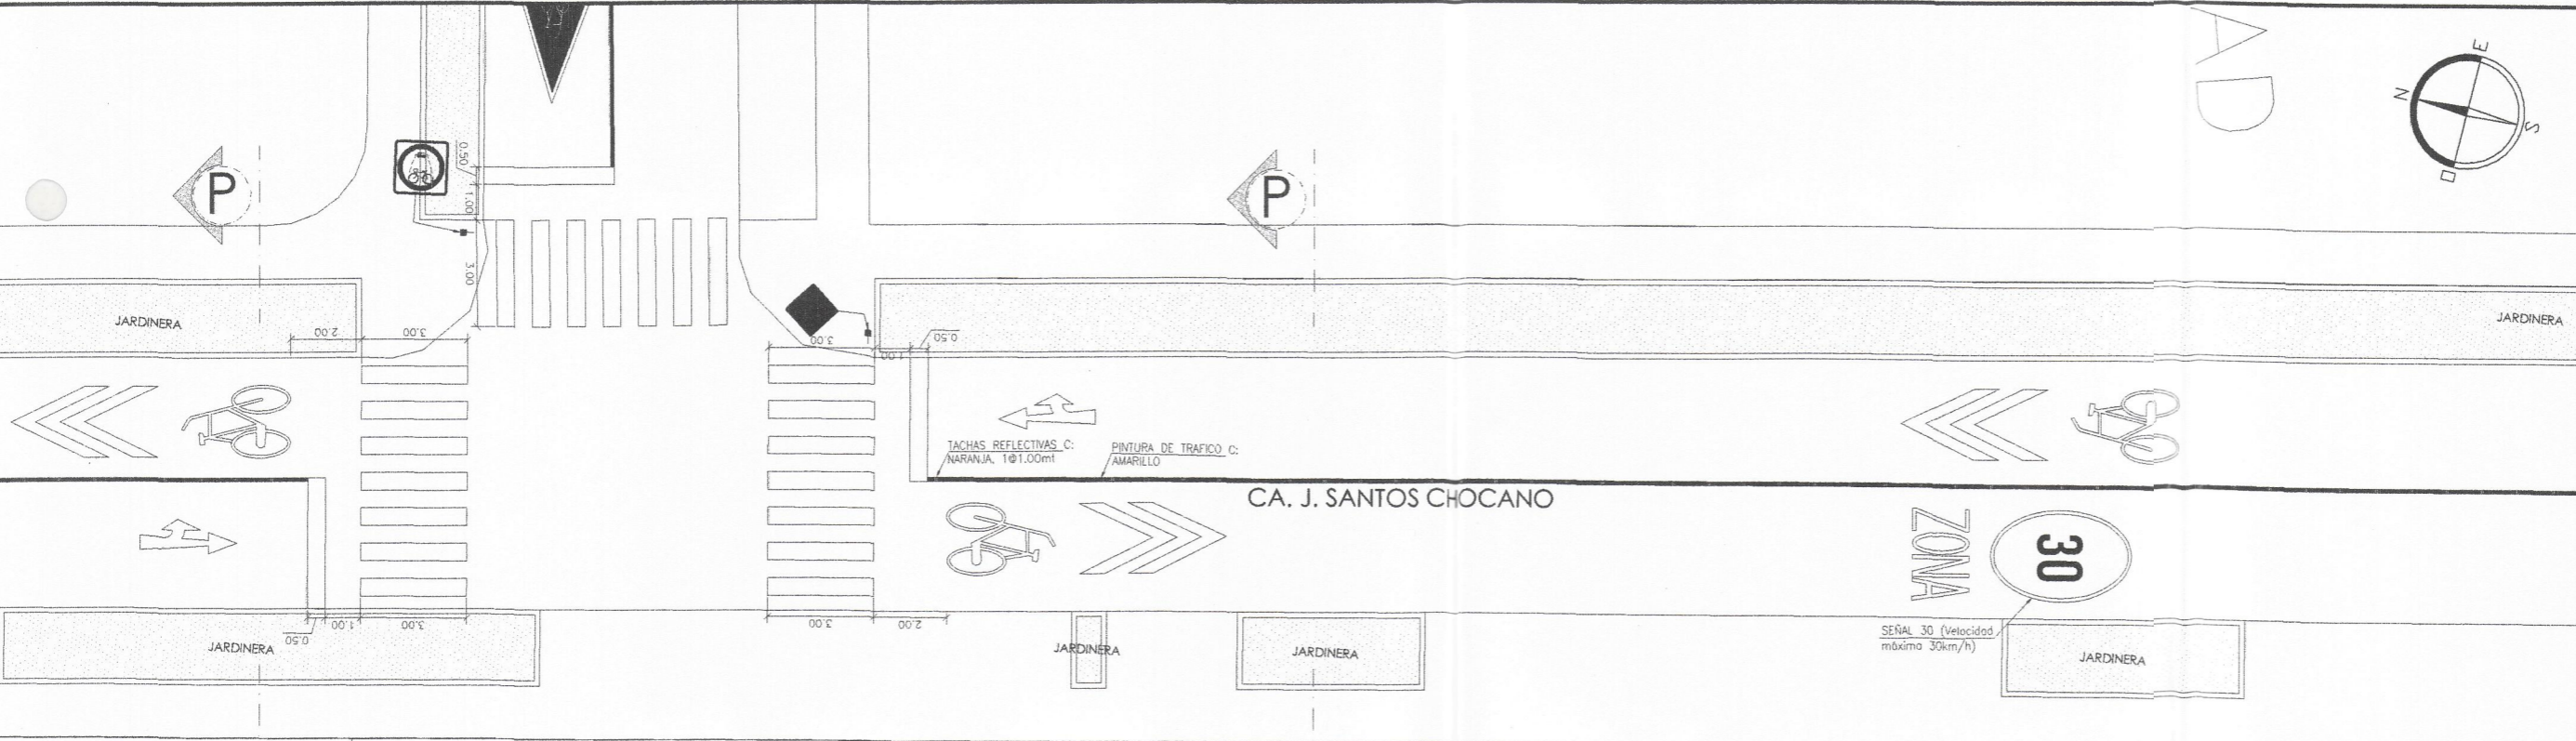 A
D
E
N
S
O
0.50
1.00
3.00
P
P
JARDINERA
2.00
3.00
3.00
1.00
0.50
JARDINERA
TACHAS REFLECTIVAS C:
NARANJA. 1@1.00mt
PINTURA DE TRAFICO C:
AMARILLO
CA. J. SANTOS CHOCANO
ZONA
30
SEÑAL 30 (Velocidad
máxima 30km/h)
0.50
1.00
3.00
3.00
2.00
JARDINERA
JARDINERA
JARDINERA
JARDINERA